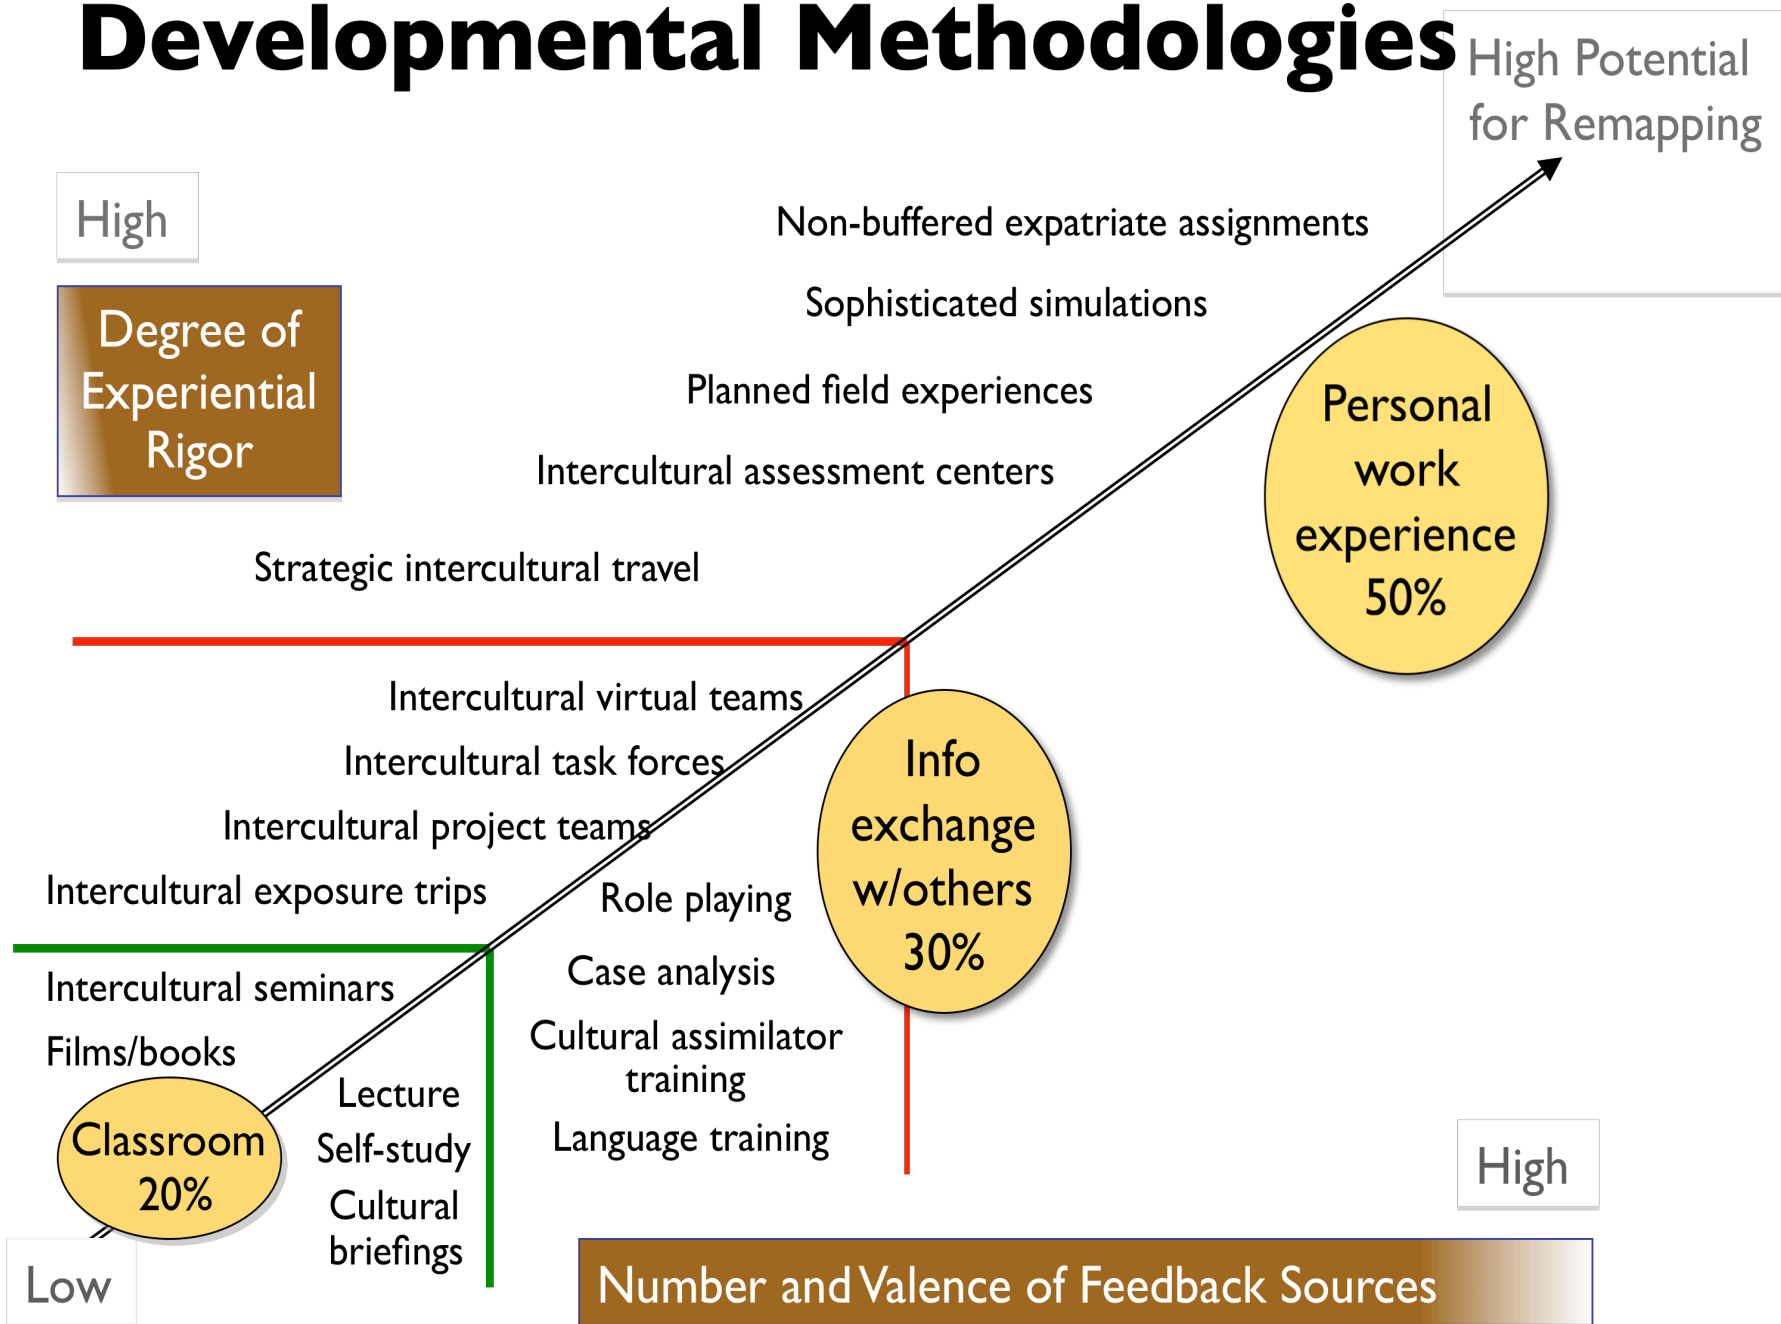 Developmental Methodologies
High Potential
for Remapping
High
Non-buffered expatriate assignments
Degree of
Experiential
Rigor
Sophisticated simulations
Planned field experiences
Intercultural assessment centers
Personal
work
experience
50%
Strategic intercultural travel
Intercultural virtual teams
Intercultural task forces
Intercultural project teams
Intercultural exposure trips
Info
exchange
w/others
30%
Role playing
Case analysis
Cultural assimilator
training
Language training
Intercultural seminars
Films/books
Classroom
20%
Lecture
Self-study
Cultural
briefings
High
Low
Number and Valence of Feedback Sources